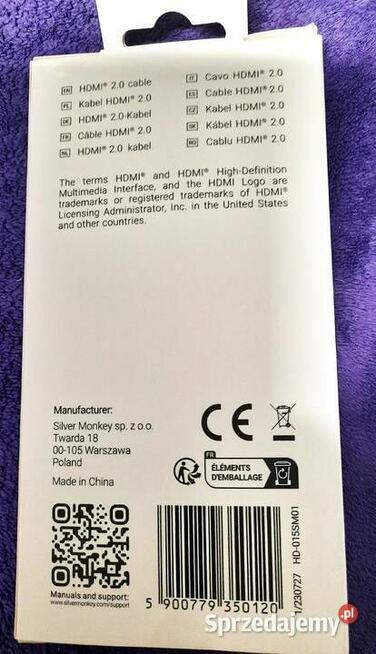 EN HDMI® 2.0 cable
PL Kabel HDMI® 2.0
DE HDMI® 2.0-Kabel
FR Câble HDMI® 2.0
NL HDMI® 2.0 kabel
IT Cavo HDMI® 2.0
ES Cable HDMI® 2.0
CZ Kabel HDMI® 2.0
SK Kábel HDMI® 2.0
RO Cablu HDMI® 2.0
The terms HDMI® and HDMI® High-Definition
Multimedia Interface, and the HDMI Logo are
trademarks or registered trademarks of HDMI®
Licensing Administrator, Inc. in the United States
and other countries.
Manufacturer:
Silver Monkey sp. z o.o.
Twarda 18
00-105 Warszawa
Poland
Made in China
CE
FR
ÉLÉMENTS
D'EMBALLAGE
Manuals and support:
www.silvermonkey.com/support
5 900779 350120
1/230727 HD-015SM01
Sprzedajemy.pl